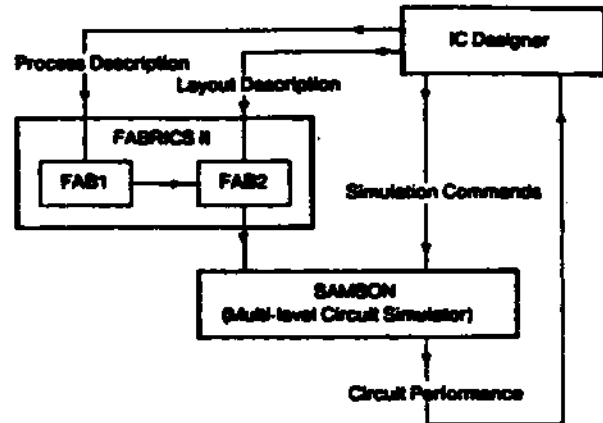 IC Designer
Process Description
Layout Description
FABRICS II
FAB1
FAB2
Simulation Commands
SAMSON
(Multi-level Circuit Simulator)
Circuit Performance